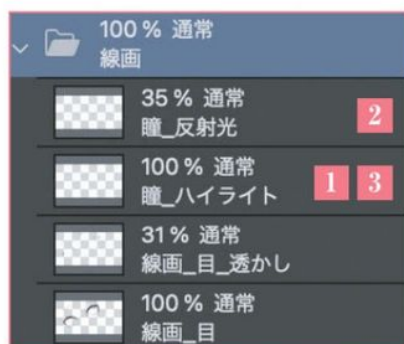 100 % 通常
線画
35 % 通常
瞳_反射光
2
100 % 通常
瞳_ハイライト
1 3
31 % 通常
線画_目_透かし
100 % 通常
線画_目